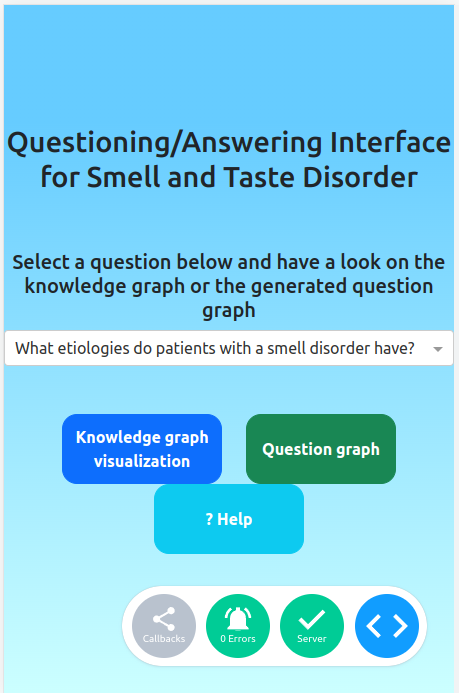 Questioning/Answering Interface
for Smell and Taste Disorder
Select a question below and have a look on the
knowledge graph or the generated question
graph
What etiologies do patients with a smell disorder have?
Knowledge graph
visualization
Question graph
? Help
Callbacks
0 Errors
Server